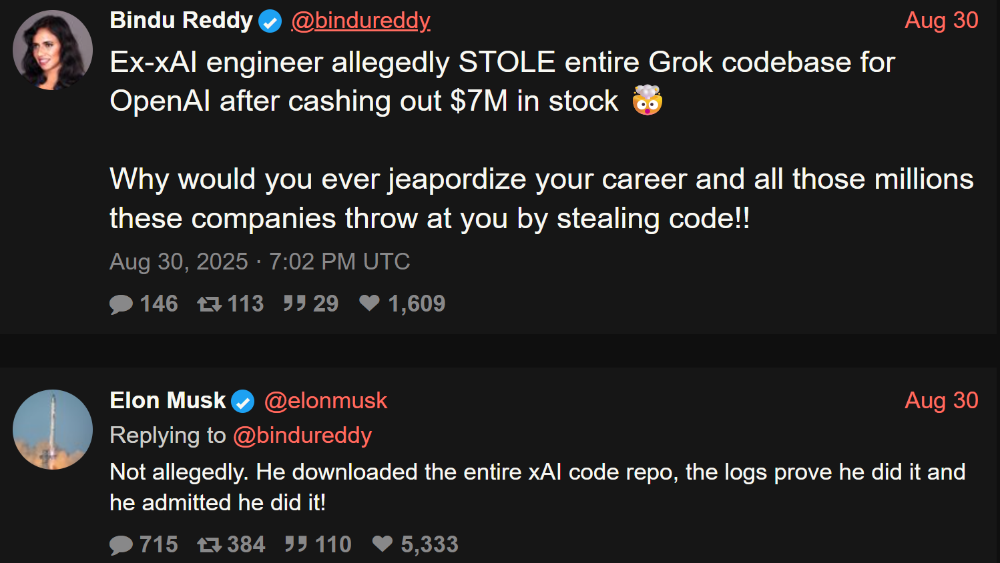 Bindu Reddy @bindureddy Aug 30
Ex-xAI engineer allegedly STOLE entire Grok codebase for
OpenAI after cashing out $7M in stock 🤯
Why would you ever jeapordize your career and all those millions
these companies throw at you by stealing code!!
Aug 30, 2025 · 7:02 PM UTC
146 113 29 1,609
Elon Musk @elonmusk Aug 30
Replying to @bindureddy
Not allegedly. He downloaded the entire xAI code repo, the logs prove he did it and
he admitted he did it!
715 384 110 5,333